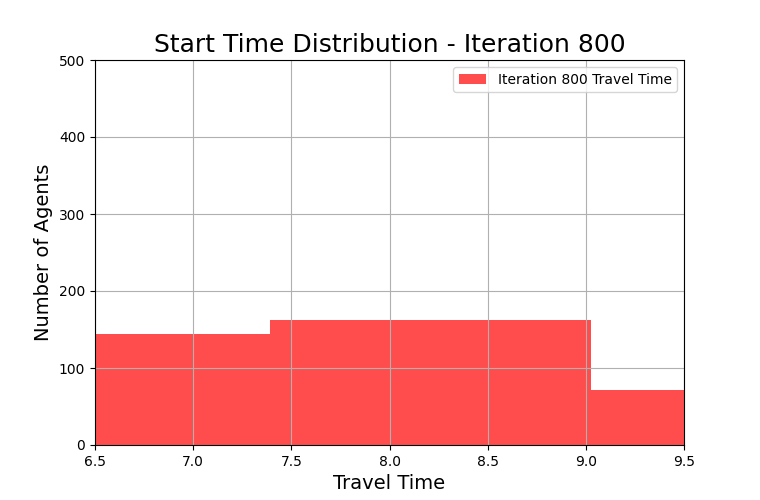 Start Time Distribution - Iteration 800
500
400
300
200
100
0
Number of Agents
Iteration 800 Travel Time
6.5 7.0 7.5 8.0 8.5 9.0 9.5
Travel Time